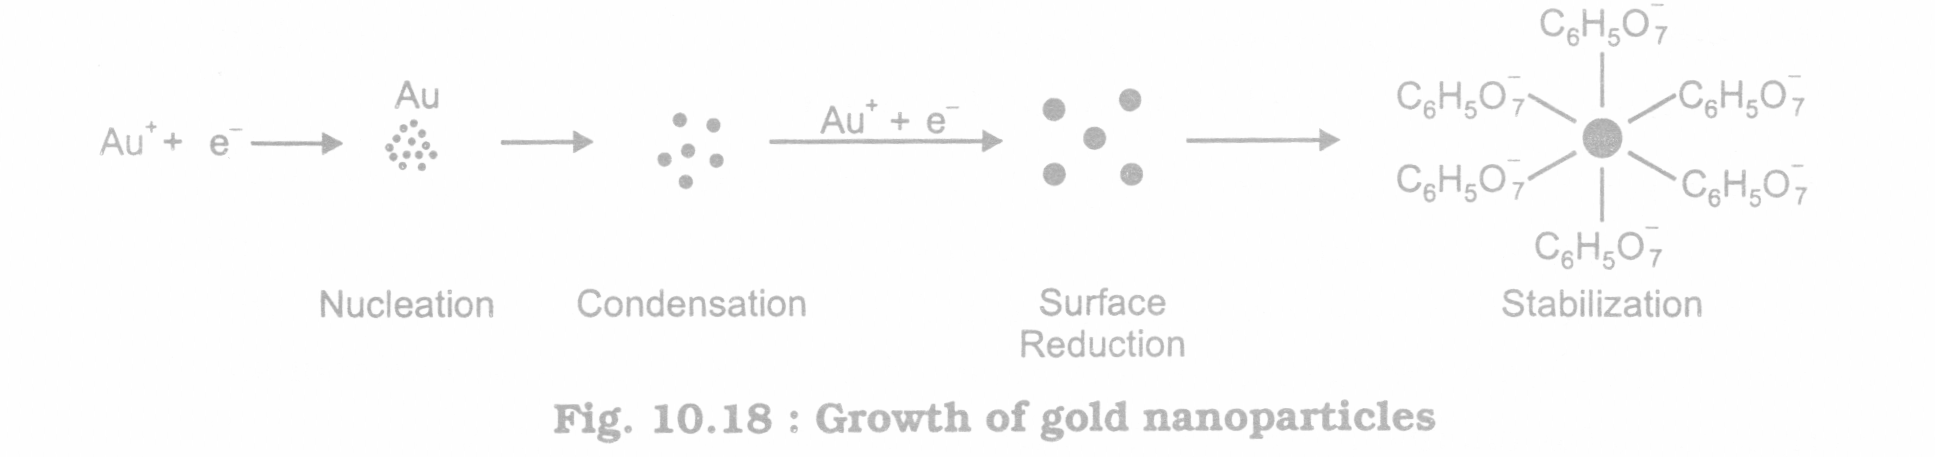 C₆H₅O₇⁻
Au
C₆H₅O₇⁻ C₆H₅O₇⁻
Au⁺ + e⁻
Au⁺ + e⁻
C₆H₅O₇⁻ C₆H₅O₇⁻
C₆H₅O₇⁻
Nucleation Condensation Surface Reduction Stabilization
Fig. 10.18 : Growth of gold nanoparticles